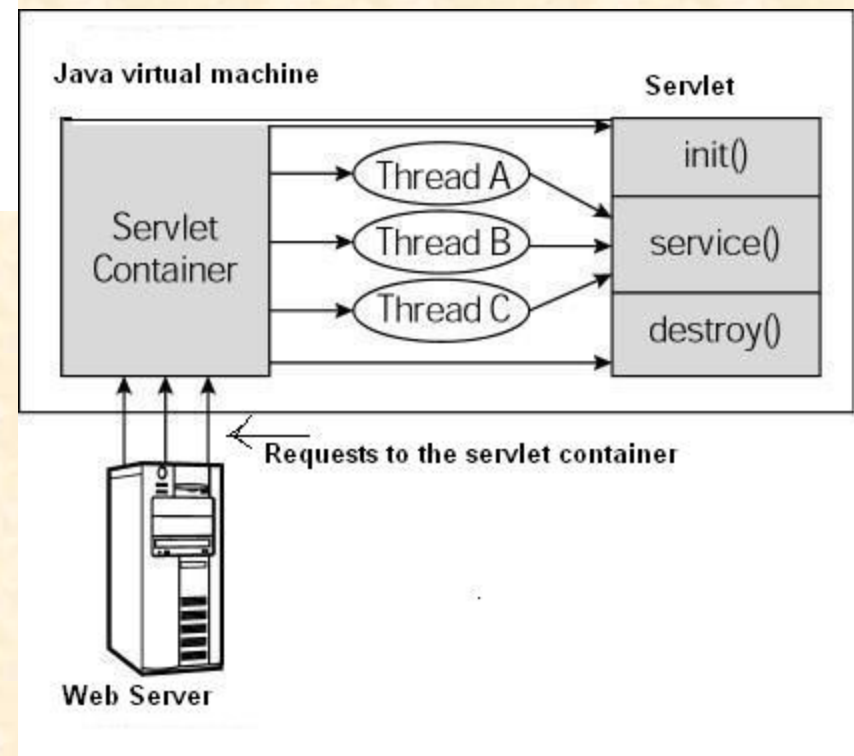 Java virtual machine
Servlet
Servlet
Container
Thread A
Thread B
Thread C
init()
service()
destroy()
Requests to the servlet container
Web Server